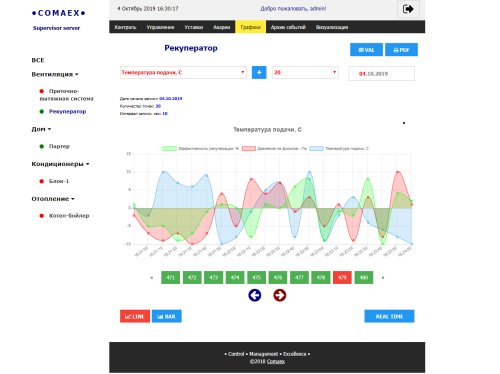 •COMAEX•
Supervisor server
4 Октябрь 2019 16:30:17
Добро пожаловать, admin!
Контроль Управление Уставки Аварии Графики Архив событий Визуализация
Рекуператор
VAL
PDF
ВСЕ
Вентиляция
Приточно-
вытяжная система
Рекуператор
Дом
Партер
Кондиционеры
Блок-1
Отопление
Котел-бойлер
Температура подачи, С
+
20
04.10.2019
Дата начала записи: 04.10.2019
Количество точек: 20
Интервал записи, сек: 10
Температура подачи, С
Эффективность рекуперации, % Давление на фильтре , Па Температура подачи, С
15
10
5
0
-5
-10
« 471 472 473 474 475 476 477 478 479 480 »
LINE
BAR
REAL TIME
• Control • Management • Excellence •
©2018 Comaex